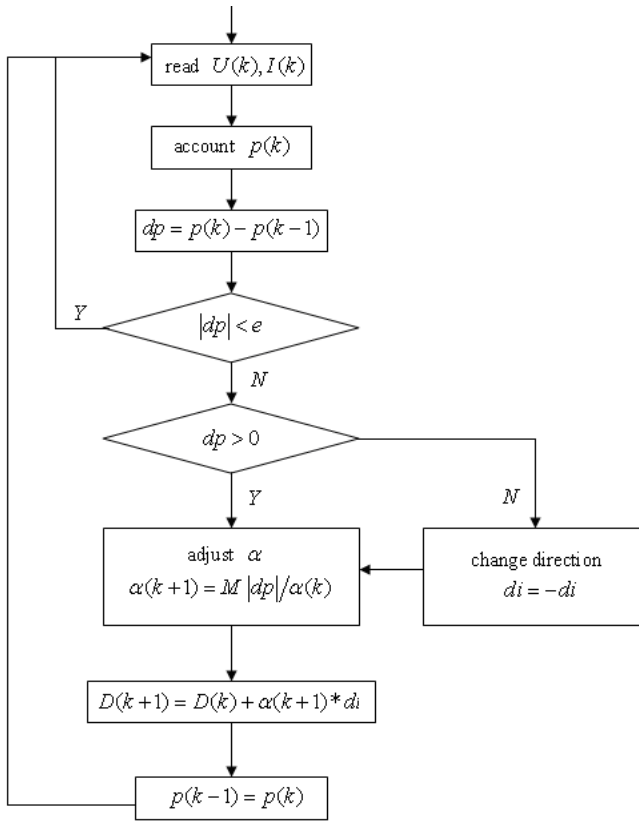 read U(k), I(k)
account p(k)
dp = p(k) − p(k−1)
Y
|dp| < e
N
dp > 0
Y
N
adjust α
α(k+1) = M |dp|/α(k)
change direction
di = −di
D(k+1) = D(k) + α(k+1)* di
p(k−1) = p(k)